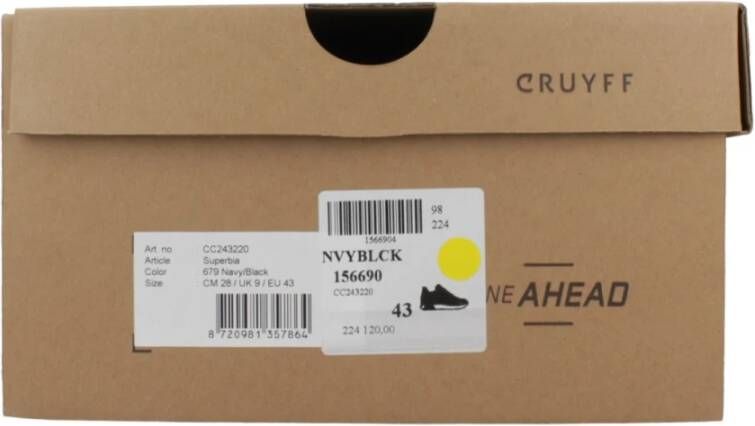 CRUYFF
Art. no : CC243220
Article : Superbia
Color : 679 Navy/Black
Size : CM 28 / UK 9 / EU 43
8 720981 357864
98
224
1566904
NVYBLCK
156690
CC243220
43
224 120,00
NE AHEAD